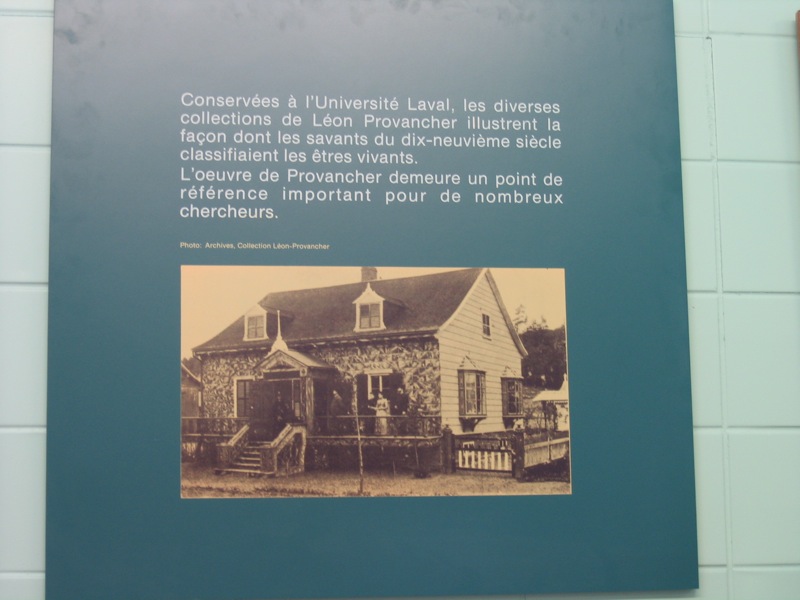 Conservées à l'Université Laval, les diverses
collections de Léon Provancher illustrent la
façon dont les savants du dix-neuvième siècle
classifiaient les êtres vivants.
L'oeuvre de Provancher demeure un point de
référence important pour de nombreux
chercheurs.
Photo: Archives, Collection Léon-Provancher